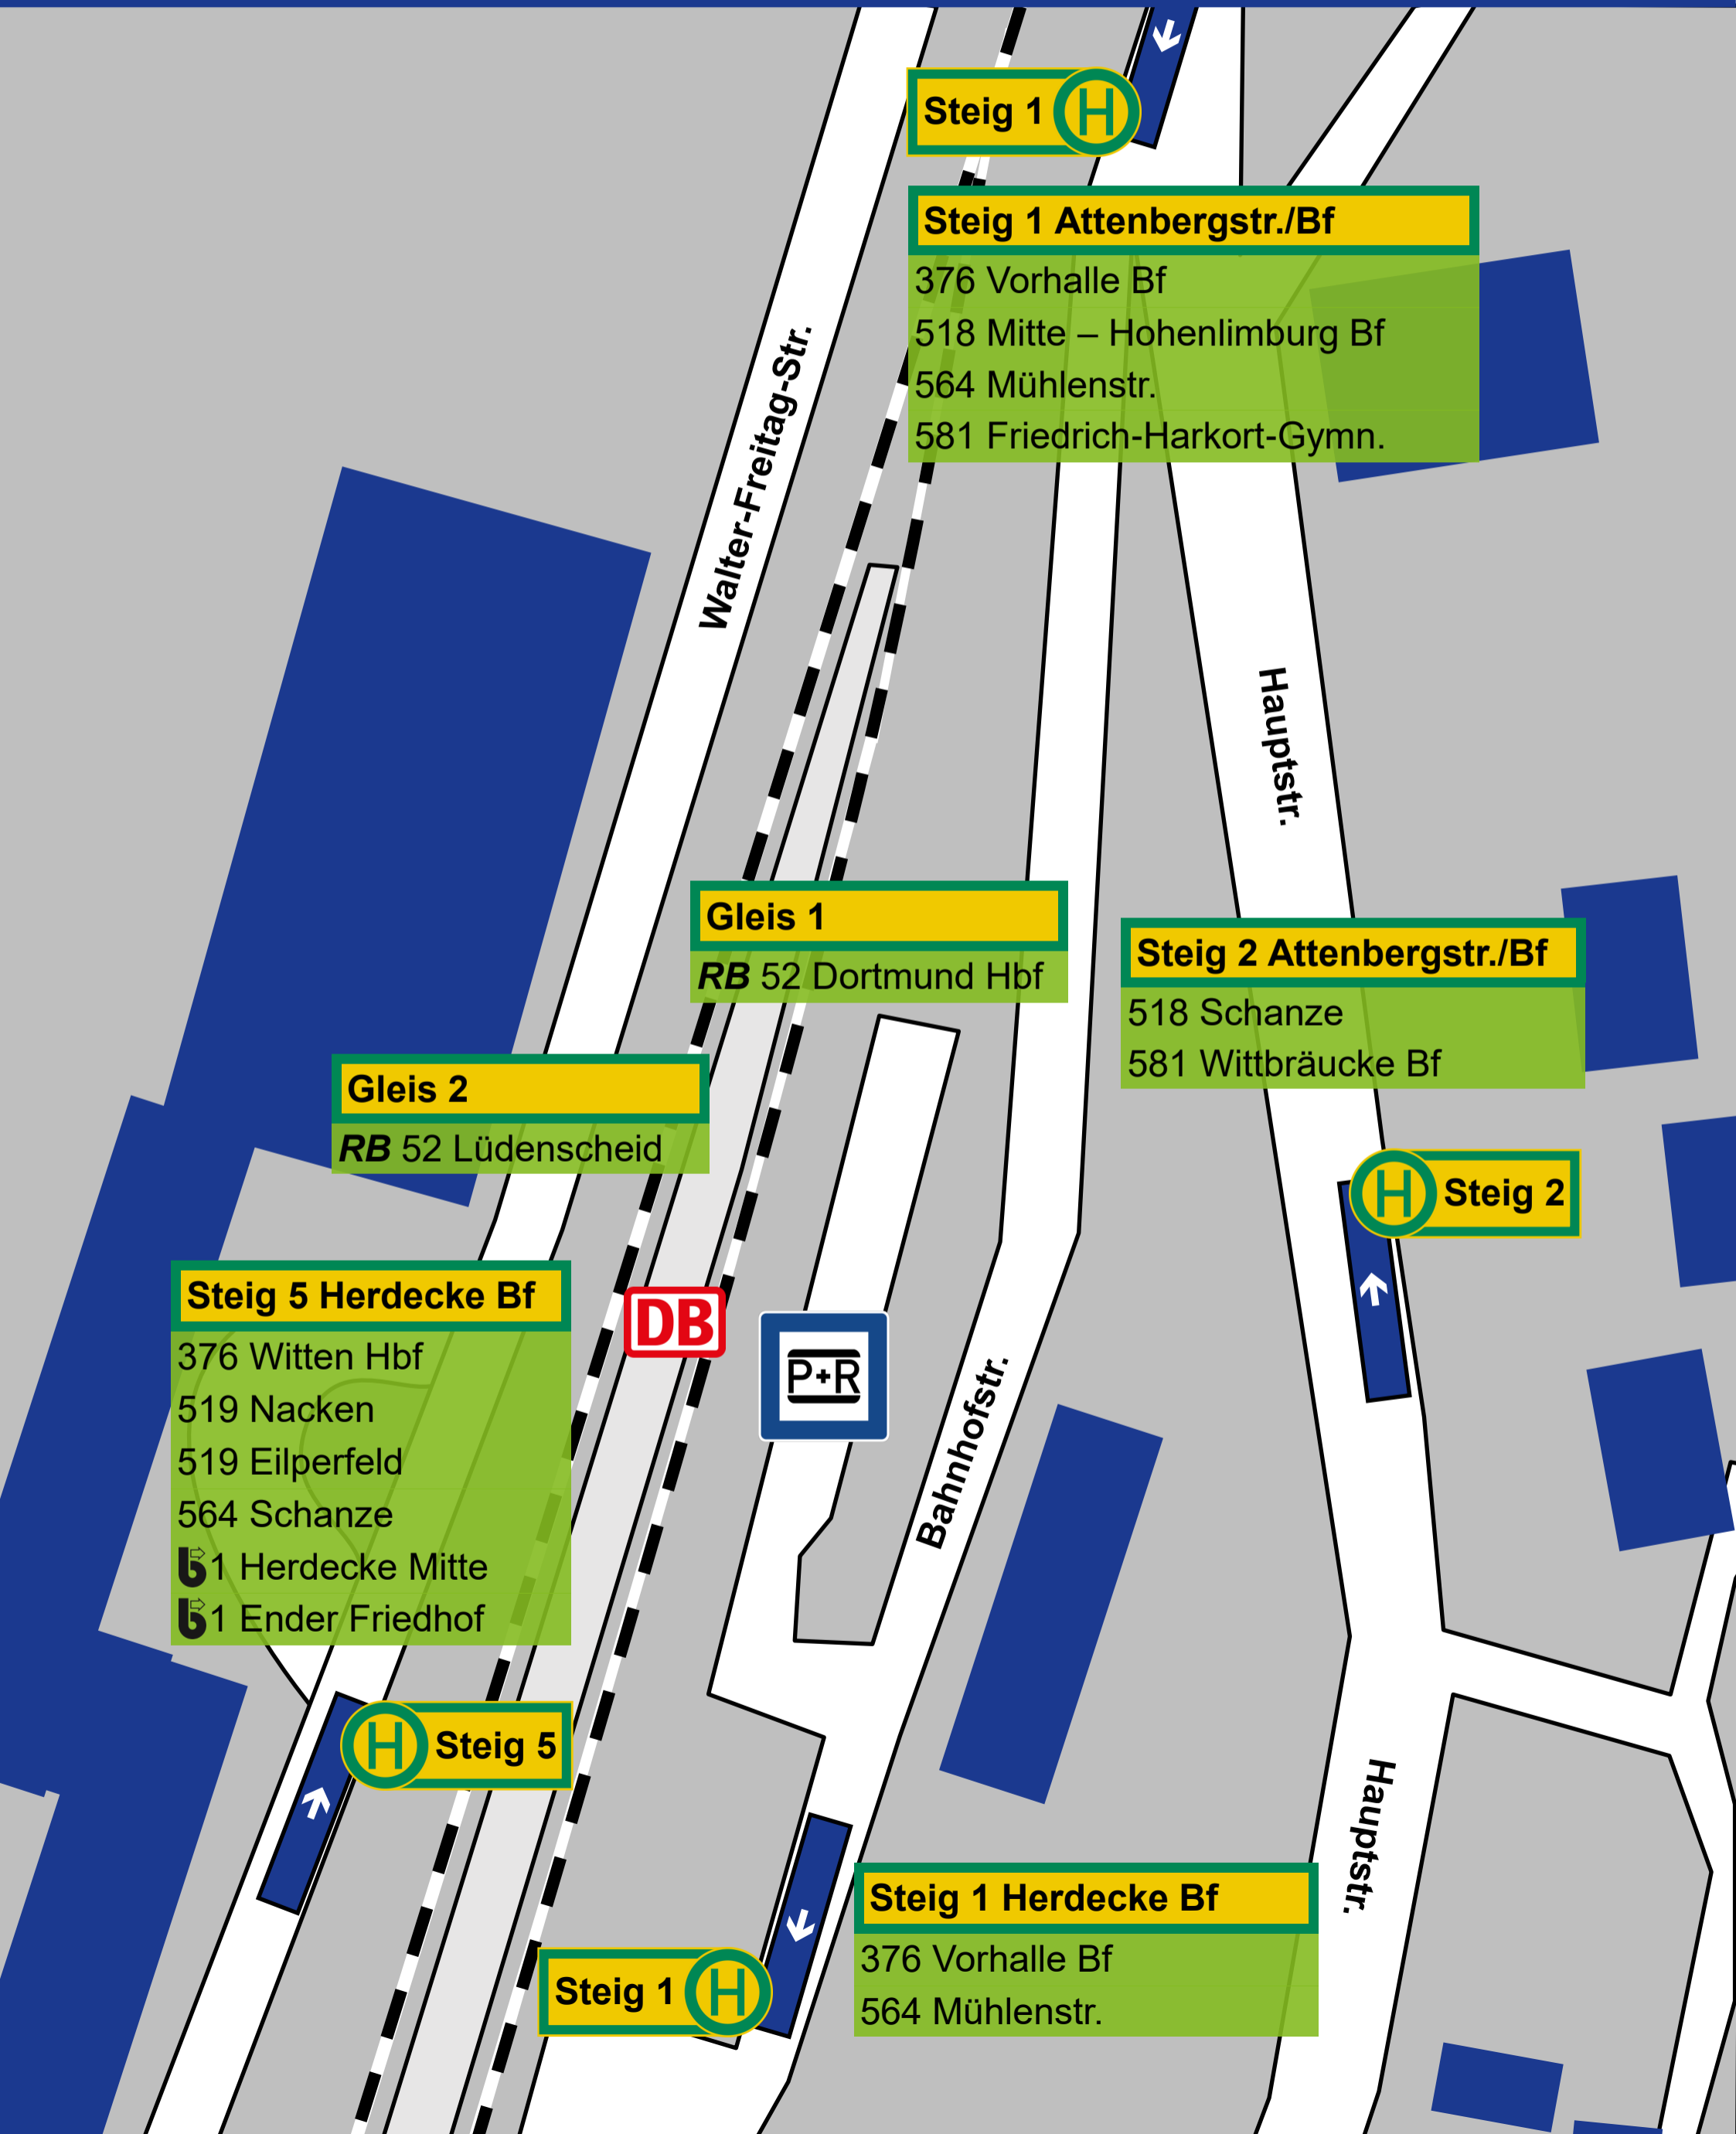 Steig 1 H
Steig 1 Attenbergstr./Bf
376 Vorhalle Bf
518 Mitte – Hohenlimburg Bf
564 Mühlenstr.
581 Friedrich-Harkort-Gymn.
Walter-Freitag-Str.
Hauptstr.
Gleis 1
RB 52 Dortmund Hbf
Steig 2 Attenbergstr./Bf
518 Schanze
581 Wittbräucke Bf
Gleis 2
RB 52 Lüdenscheid
H Steig 2
Steig 5 Herdecke Bf
376 Witten Hbf
519 Nacken
519 Eilperfeld
564 Schanze
b1 Herdecke Mitte
b1 Ender Friedhof
DB
P+R
Bahnhofstr.
H Steig 5
Hauptstr.
Steig 1 Herdecke Bf
376 Vorhalle Bf
564 Mühlenstr.
Steig 1 H